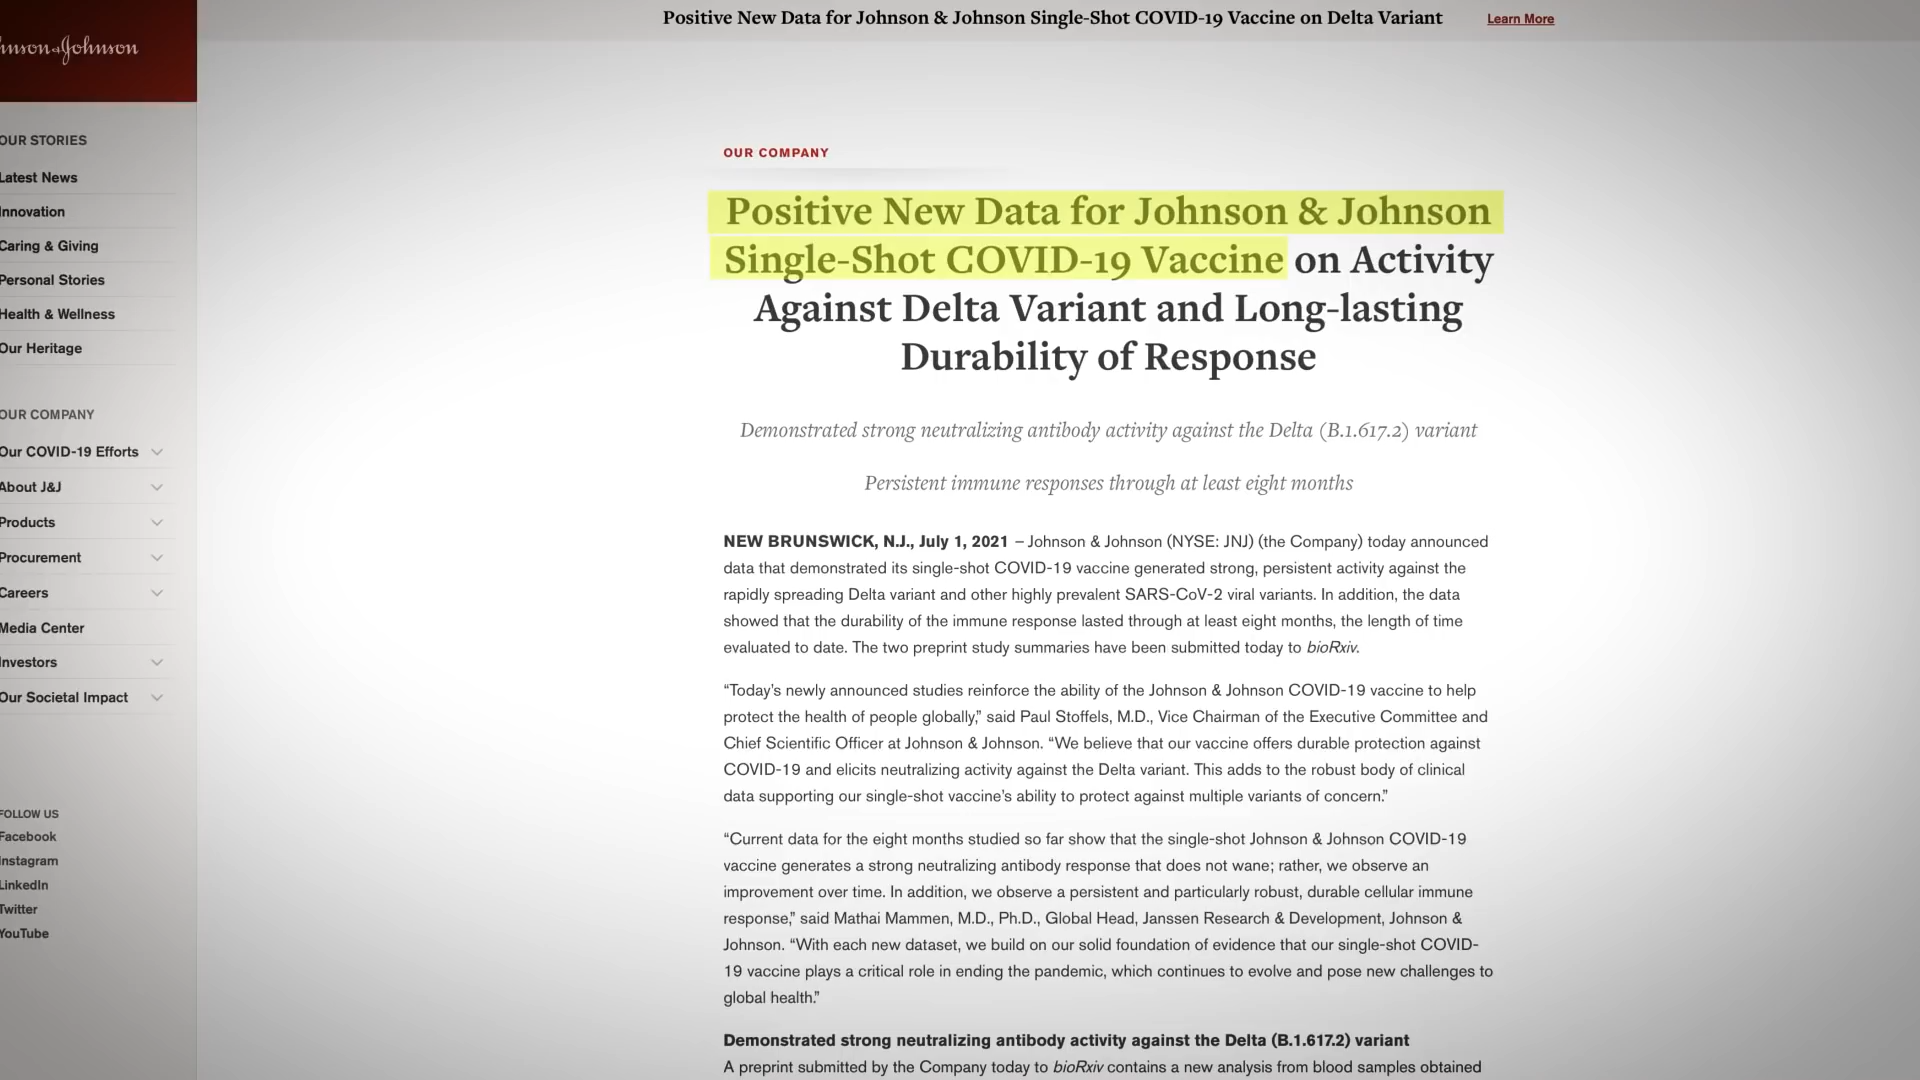 Positive New Data for Johnson & Johnson Single-Shot COVID-19 Vaccine on Delta Variant Learn More
hnson&Johnson
OUR STORIES
Latest News
Innovation
Caring & Giving
Personal Stories
Health & Wellness
Our Heritage
OUR COMPANY
Our COVID-19 Efforts
About J&J
Products
Procurement
Careers
Media Center
Investors
Our Societal Impact
FOLLOW US
Facebook
Instagram
LinkedIn
Twitter
YouTube
OUR COMPANY
Positive New Data for Johnson & Johnson
Single-Shot COVID-19 Vaccine on Activity
Against Delta Variant and Long-lasting
Durability of Response
Demonstrated strong neutralizing antibody activity against the Delta (B.1.617.2) variant
Persistent immune responses through at least eight months
NEW BRUNSWICK, N.J., July 1, 2021 – Johnson & Johnson (NYSE: JNJ) (the Company) today announced
data that demonstrated its single-shot COVID-19 vaccine generated strong, persistent activity against the
rapidly spreading Delta variant and other highly prevalent SARS-CoV-2 viral variants. In addition, the data
showed that the durability of the immune response lasted through at least eight months, the length of time
evaluated to date. The two preprint study summaries have been submitted today to bioRxiv.
“Today’s newly announced studies reinforce the ability of the Johnson & Johnson COVID-19 vaccine to help
protect the health of people globally,” said Paul Stoffels, M.D., Vice Chairman of the Executive Committee and
Chief Scientific Officer at Johnson & Johnson. “We believe that our vaccine offers durable protection against
COVID-19 and elicits neutralizing activity against the Delta variant. This adds to the robust body of clinical
data supporting our single-shot vaccine’s ability to protect against multiple variants of concern.”
“Current data for the eight months studied so far show that the single-shot Johnson & Johnson COVID-19
vaccine generates a strong neutralizing antibody response that does not wane; rather, we observe an
improvement over time. In addition, we observe a persistent and particularly robust, durable cellular immune
response,” said Mathai Mammen, M.D., Ph.D., Global Head, Janssen Research & Development, Johnson &
Johnson. “With each new dataset, we build on our solid foundation of evidence that our single-shot COVID-
19 vaccine plays a critical role in ending the pandemic, which continues to evolve and pose new challenges to
global health.”
Demonstrated strong neutralizing antibody activity against the Delta (B.1.617.2) variant
A preprint submitted by the Company today to bioRxiv contains a new analysis from blood samples obtained